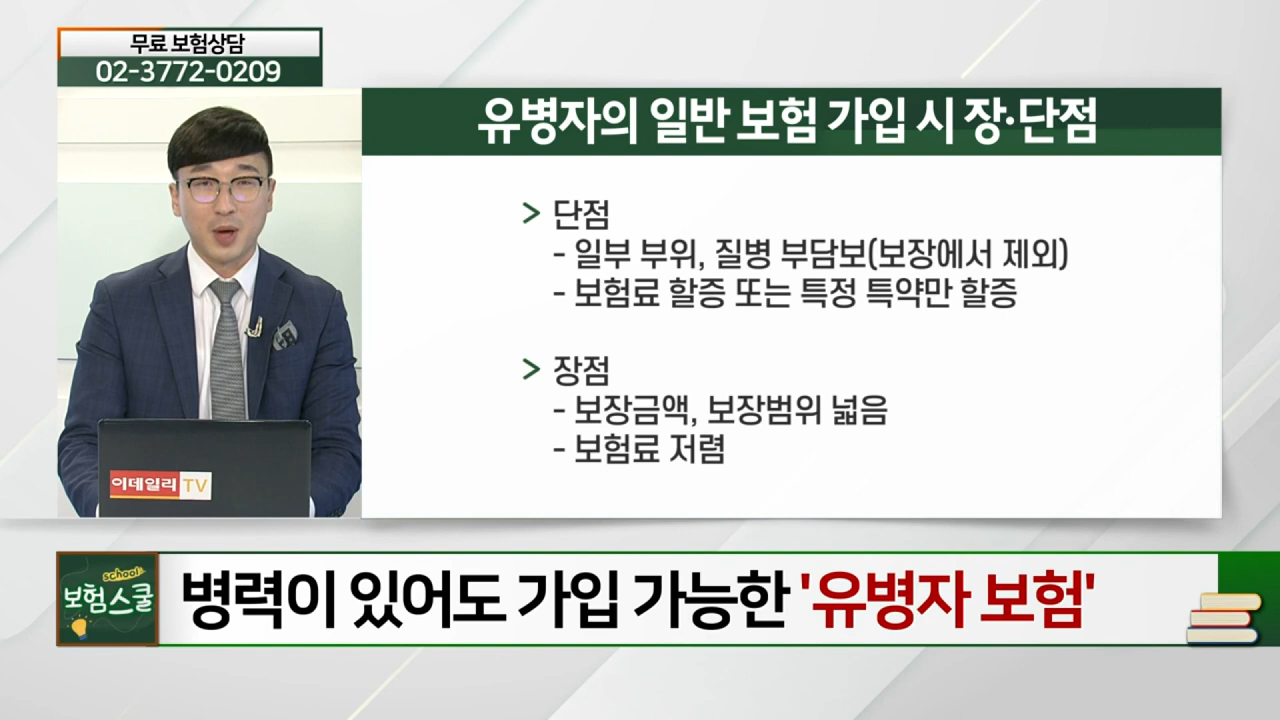 무료 보험상담
02-3772-0209
유병자의 일반 보험 가입 시 장·단점
> 단점
- 일부 부위, 질병 부담보(보장에서 제외)
- 보험료 할증 또는 특정 특약만 할증
> 장점
- 보장금액, 보장범위 넓음
- 보험료 저렴
이데일리 TV
school
보험스쿨
병력이 있어도 가입 가능한 '유병자 보험'